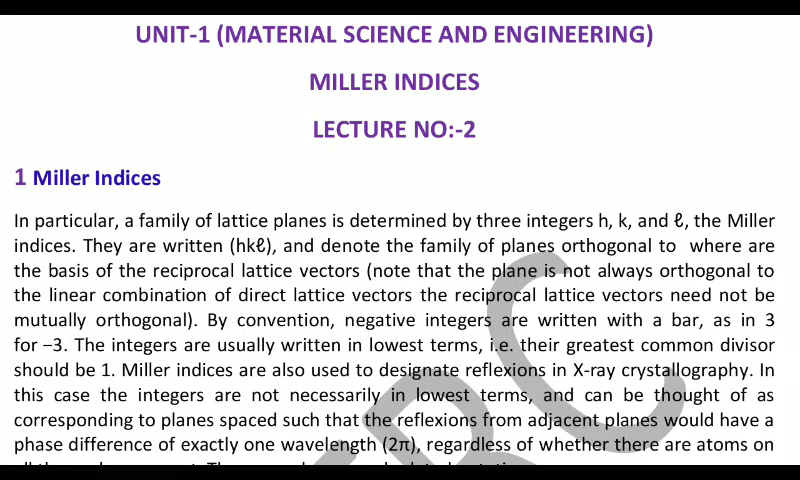 UNIT-1 (MATERIAL SCIENCE AND ENGINEERING)
MILLER INDICES
LECTURE NO:-2
1 Miller Indices
In particular, a family of lattice planes is determined by three integers h, k, and ℓ, the Miller
indices. They are written (hkℓ), and denote the family of planes orthogonal to where are
the basis of the reciprocal lattice vectors (note that the plane is not always orthogonal to
the linear combination of direct lattice vectors the reciprocal lattice vectors need not be
mutually orthogonal). By convention, negative integers are written with a bar, as in 3
for −3. The integers are usually written in lowest terms, i.e. their greatest common divisor
should be 1. Miller indices are also used to designate reflexions in X-ray crystallography. In
this case the integers are not necessarily in lowest terms, and can be thought of as
corresponding to planes spaced such that the reflexions from adjacent planes would have a
phase difference of exactly one wavelength (2π), regardless of whether there are atoms on